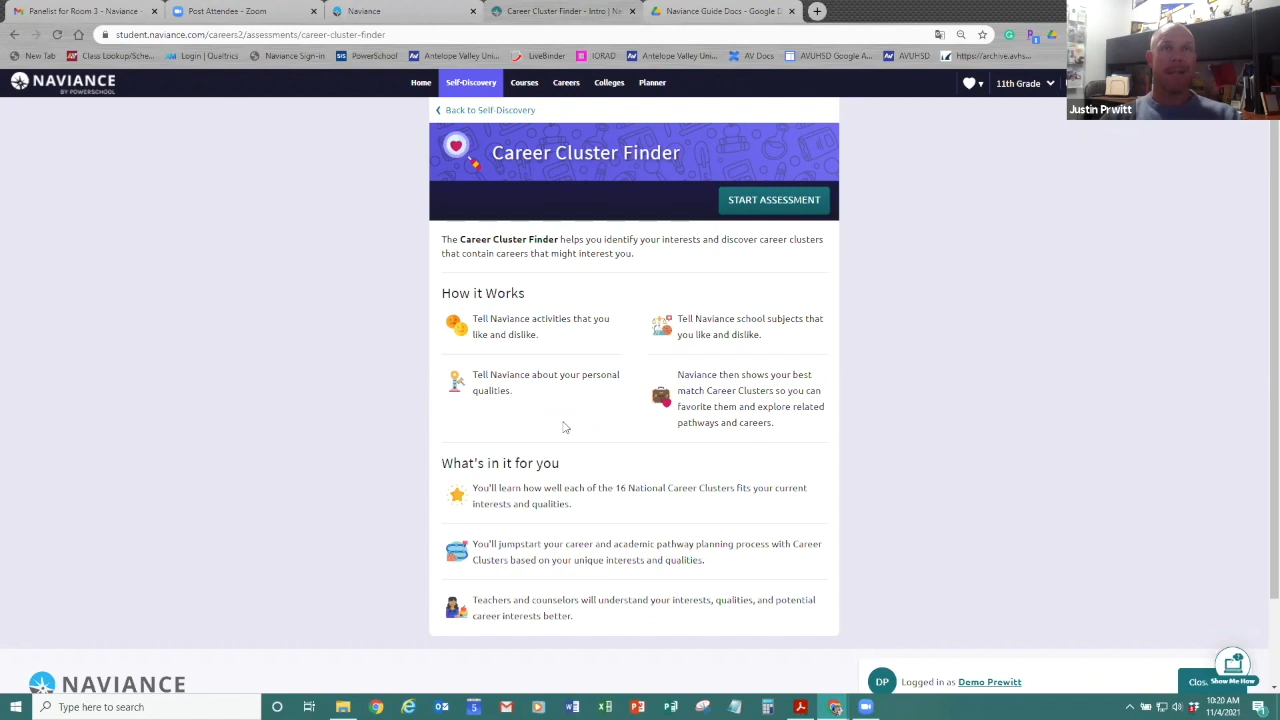 Panelist for Room 3 - Naviance -
Post Attendee - Zoom
Naviance
Career Cluster Finder - Intro | Na
Naviance Guide Docs - Google D
student.naviance.com/careers2/assessments/career-cluster-finder
New Tab
Class Lookup/Sche...
Login | Qualtrics
Naviance-sign in
PowerSchool
Antelope Valley Uni...
LiveBinder
IORAD
Antelope Valley Uni...
AV Docs
AVUHSD Google Ca...
AVUHSD
https://archive.avhs...
NAVIANCE
BY POWERSCHOOL
Home
Self-Discovery
Courses
Careers
Colleges
Planner
11th Grade
Justin Prwitt
Back to Self-Discovery
Career Cluster Finder
START ASSESSMENT
The Career Cluster Finder helps you identify your interests and discover career clusters
that contain careers that might interest you.
How it Works
Tell Naviance activities that you
like and dislike.
Tell Naviance school subjects that
you like and dislike.
Tell Naviance about your personal
qualities.
Naviance then shows your best
match Career Clusters so you can
favorite them and explore related
pathways and careers.
What's in it for you
You'll learn how well each of the 16 National Career Clusters fits your current
interests and qualities.
You'll jumpstart your career and academic pathway planning process with Career
Clusters based on your unique interests and qualities.
Teachers and counselors will understand your interests, qualities, and potential
career interests better.
NAVIANCE
DP
Logged in as Demo Prewitt
Clos
Show Me How
Type here to search
10:20 AM
11/4/2021